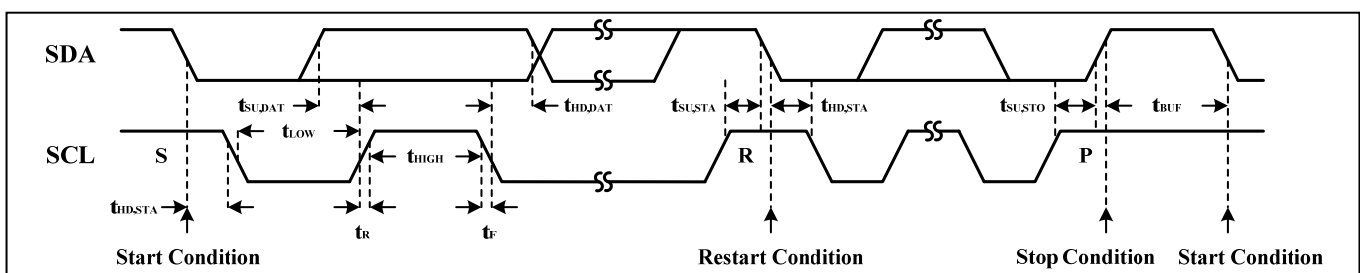 SDA
tSU,DAT
tHD,DAT
tSU,STA
tHD,STA
tSU,STO
tBUF
tLOW
SCL
S
tHIGH
R
P
tHD,STA
tR
tF
Start Condition
Restart Condition
Stop Condition
Start Condition